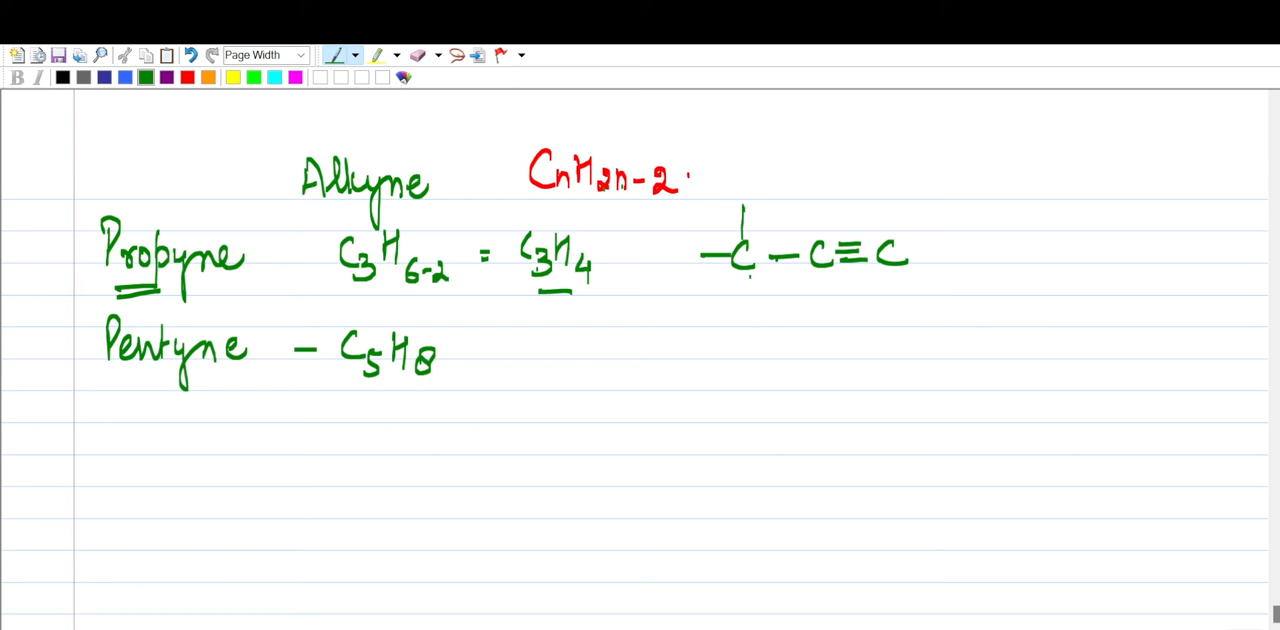 Page Width
B I
Alkyne CnH2n-2
Propyne C3H6-2 = C3H4 -C-C≡C
Pentyne - C5H8